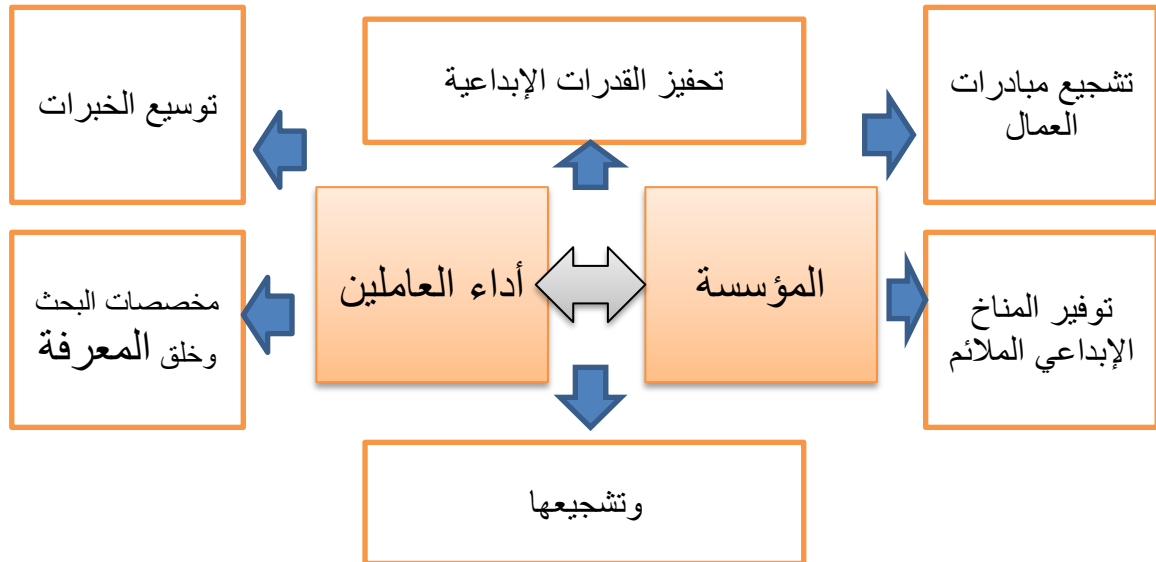 تحفيز القدرات الإبداعية
تشجيع مبادرات
العمال
توسيع الخبرات
المؤسسة
أداء العاملين
توفير المناخ
الإبداعي الملائم
مخصصات البحث
وخلق المعرفة
وتشجيعها